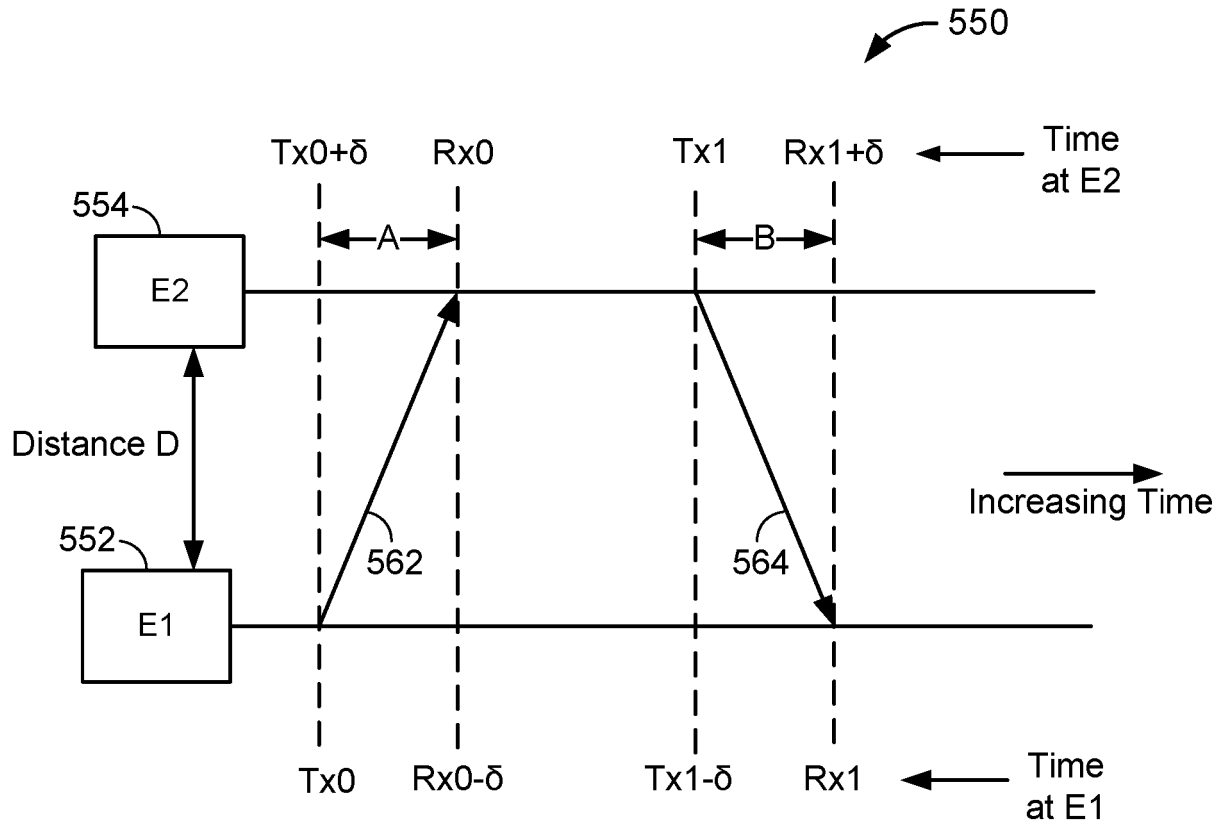 550
Tx0+δ
Rx0
Tx1
Rx1+δ
Time
at E2
554
A
B
E2
Distance D
Increasing Time
552
562
564
E1
Tx0
Rx0-δ
Tx1-δ
Rx1
Time
at E1